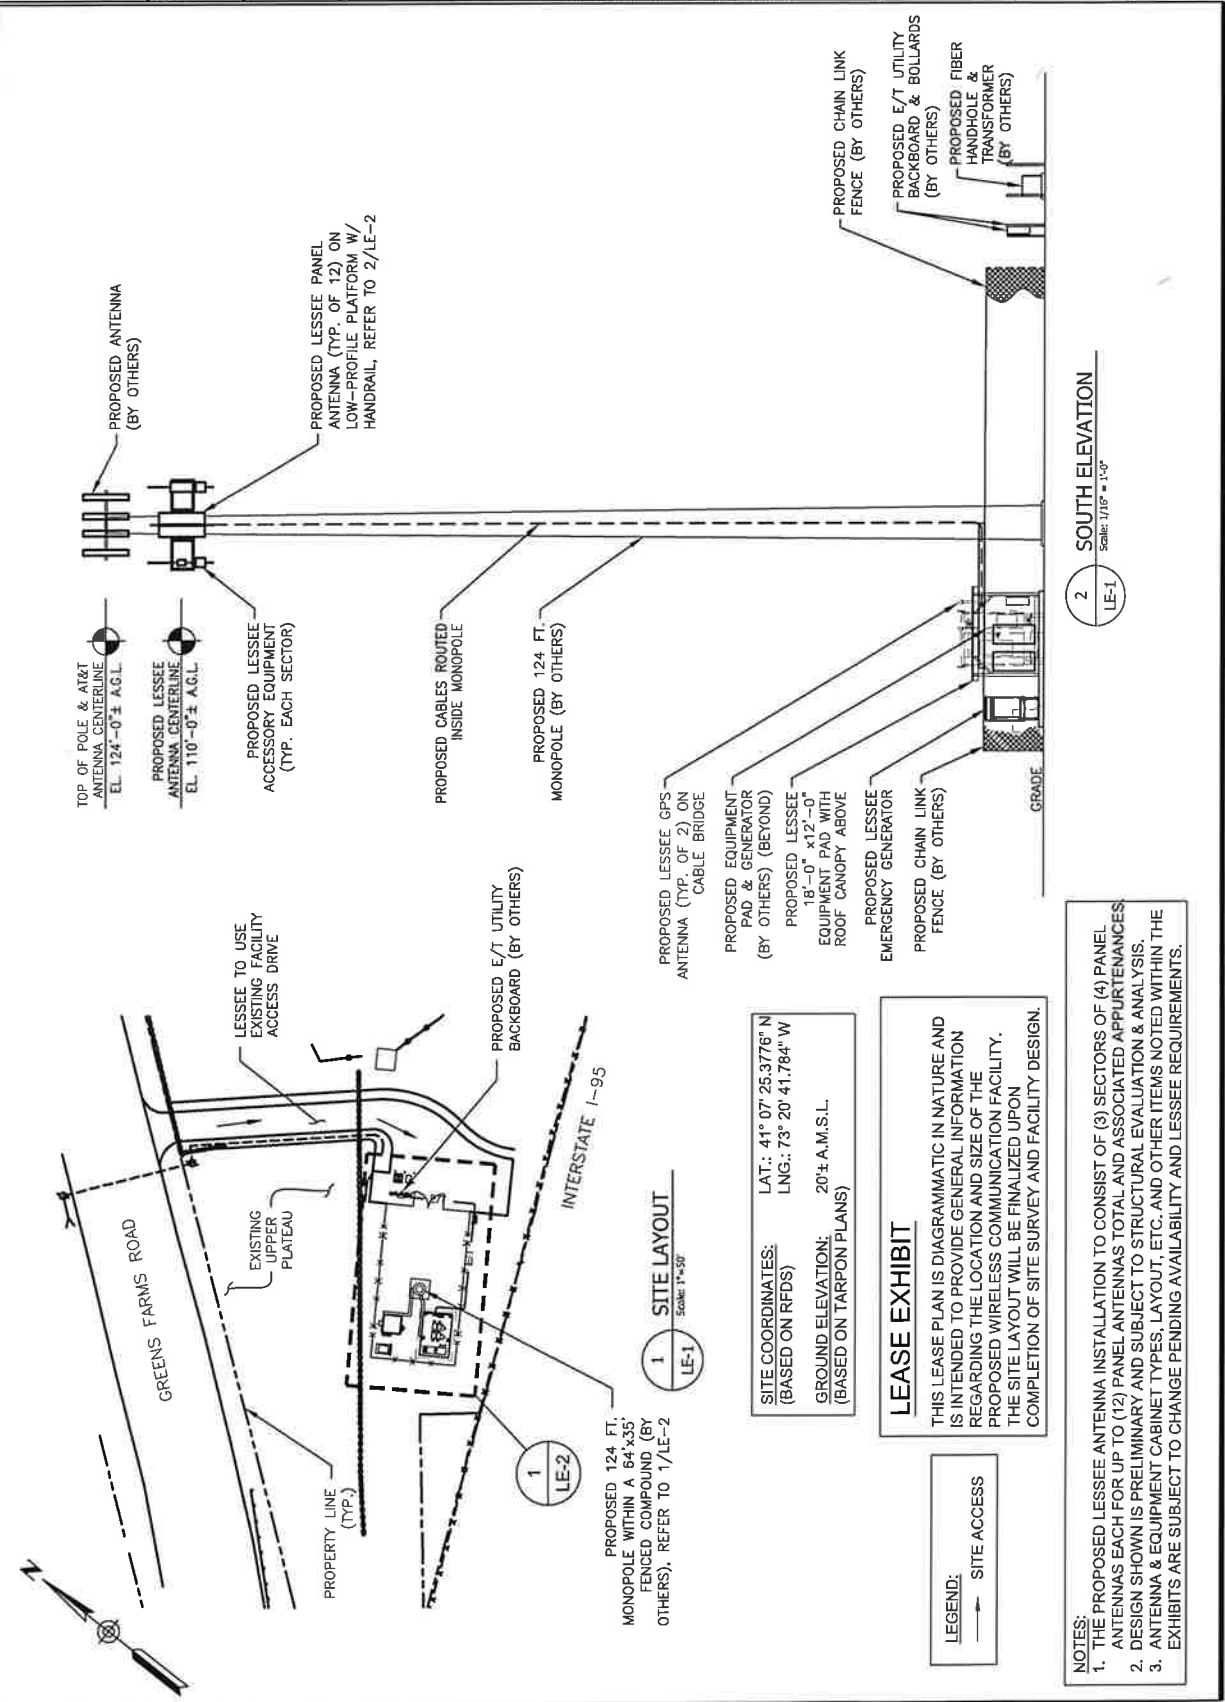 N
GREENS FARMS ROAD
PROPERTY LINE
(TYP.)
EXISTING
UPPER
PLATEAU
LESSEE TO USE
EXISTING FACILITY
ACCESS DRIVE
PROPOSED E/T UTILITY
BACKBOARD (BY OTHERS)
INTERSTATE I-95
1
LE-2
PROPOSED 124 FT.
MONOPOLE WITHIN A 64'x35'
FENCED COMPOUND (BY
OTHERS), REFER TO 1/LE-2
1
LE-1
SITE LAYOUT
Scale: 1"=50'
SITE COORDINATES:
(BASED ON RFDS)
LAT.: 41° 07' 25.3776" N
LNG.: 73° 20' 41.784" W
GROUND ELEVATION:
(BASED ON TARPON PLANS)
20'± A.M.S.L.
LEASE EXHIBIT
THIS LEASE PLAN IS DIAGRAMMATIC IN NATURE AND
IS INTENDED TO PROVIDE GENERAL INFORMATION
REGARDING THE LOCATION AND SIZE OF THE
PROPOSED WIRELESS COMMUNICATION FACILITY.
THE SITE LAYOUT WILL BE FINALIZED UPON
COMPLETION OF SITE SURVEY AND FACILITY DESIGN.
LEGEND:
SITE ACCESS
NOTES:
1. THE PROPOSED LESSEE ANTENNA INSTALLATION TO CONSIST OF (3) SECTORS OF (4) PANEL
ANTENNAS EACH FOR UP TO (12) PANEL ANTENNAS TOTAL AND ASSOCIATED APPURTENANCES.
2. DESIGN SHOWN IS PRELIMINARY AND SUBJECT TO STRUCTURAL EVALUATION & ANALYSIS.
3. ANTENNA & EQUIPMENT CABINET TYPES, LAYOUT, ETC. AND OTHER ITEMS NOTED WITHIN THE
EXHIBITS ARE SUBJECT TO CHANGE PENDING AVAILABILITY AND LESSEE REQUIREMENTS.
TOP OF POLE & AT&T
ANTENNA CENTERLINE
EL. 124'-0"± A.G.L.
PROPOSED LESSEE
ANTENNA CENTERLINE
EL. 110'-0"± A.G.L.
PROPOSED LESSEE
ACCESSORY EQUIPMENT
(TYP. EACH SECTOR)
PROPOSED CABLES ROUTED
INSIDE MONOPOLE
PROPOSED 124 FT.
MONOPOLE (BY OTHERS)
PROPOSED LESSEE GPS
ANTENNA (TYP. OF 2) ON
CABLE BRIDGE
PROPOSED EQUIPMENT
PAD & GENERATOR
(BY OTHERS) (BEYOND)
PROPOSED LESSEE
18'-0" x12'-0"
EQUIPMENT PAD WITH
ROOF CANOPY ABOVE
PROPOSED LESSEE
EMERGENCY GENERATOR
PROPOSED CHAIN LINK
FENCE (BY OTHERS)
GRADE
PROPOSED ANTENNA
(BY OTHERS)
PROPOSED LESSEE PANEL
ANTENNA (TYP. OF 12) ON
LOW-PROFILE PLATFORM W/
HANDRAIL, REFER TO 2/LE-2
PROPOSED CHAIN LINK
FENCE (BY OTHERS)
PROPOSED E/T UTILITY
BACKBOARD & BOLLARDS
(BY OTHERS)
PROPOSED FIBER
HANDHOLE &
TRANSFORMER
(BY OTHERS)
2
LE-1
SOUTH ELEVATION
Scale: 1/16" = 1'-0"